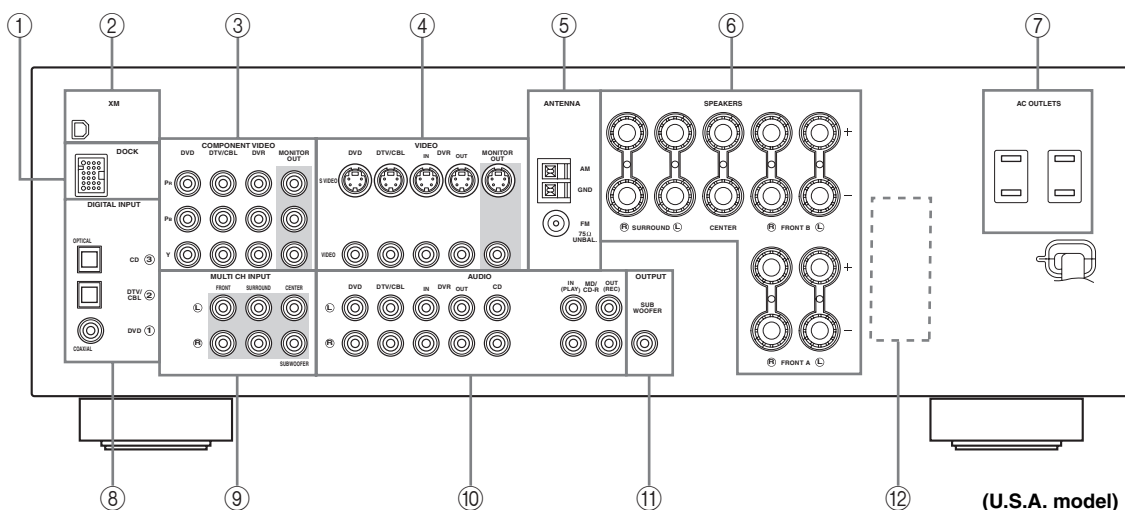 ① ② ③ ④ ⑤ ⑥ ⑦
XM
DOCK
DIGITAL INPUT
OPTICAL
CD ③
DTV/
CBL ②
DVD ①
COAXIAL
COMPONENT VIDEO
DVD DTV/CBL DVR MONITOR
OUT
PR
PB
Y
VIDEO
DVD DTV/CBL IN DVR OUT MONITOR
OUT
S VIDEO
VIDEO
ANTENNA
AM
GND
FM
75Ω
UNBAL.
SPEAKERS
+
–
R SURROUND L CENTER R FRONT B L
+
–
R FRONT A L
AC OUTLETS
MULTI CH INPUT
FRONT SURROUND CENTER
L
R
SUBWOOFER
AUDIO
DVD DTV/CBL IN DVR OUT CD
IN
(PLAY) MD/
CD-R OUT
(REC)
L
R
OUTPUT
SUB
WOOFER
⑧ ⑨ ⑩ ⑪ ⑫
(U.S.A. model)